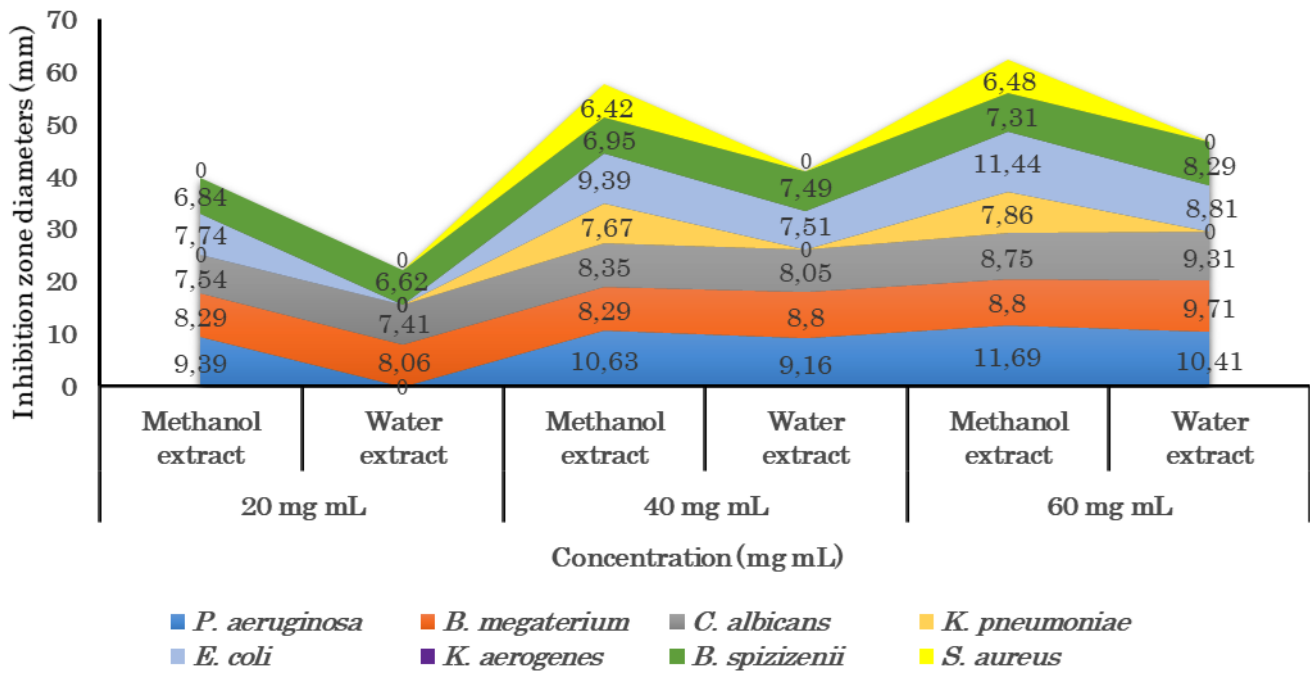 Inhibition zone diameters (mm)
70
60
50
40
30
20
10
0
0
6,84
7,74
0
7,54
8,29
9,39
0
6,62
0
7,41
8,06
0
6,42
6,95
9,39
7,67
8,35
8,29
10,63
0
7,49
7,51
0
8,05
8,8
9,16
6,48
7,31
11,44
7,86
8,75
8,8
11,69
0
8,29
8,81
0
9,31
9,71
10,41
Methanol extract
Water extract
Methanol extract
Water extract
Methanol extract
Water extract
20 mg mL
40 mg mL
60 mg mL
Concentration (mg mL)
P. aeruginosa
B. megaterium
C. albicans
K. pneumoniae
E. coli
K. aerogenes
B. spizizenii
S. aureus